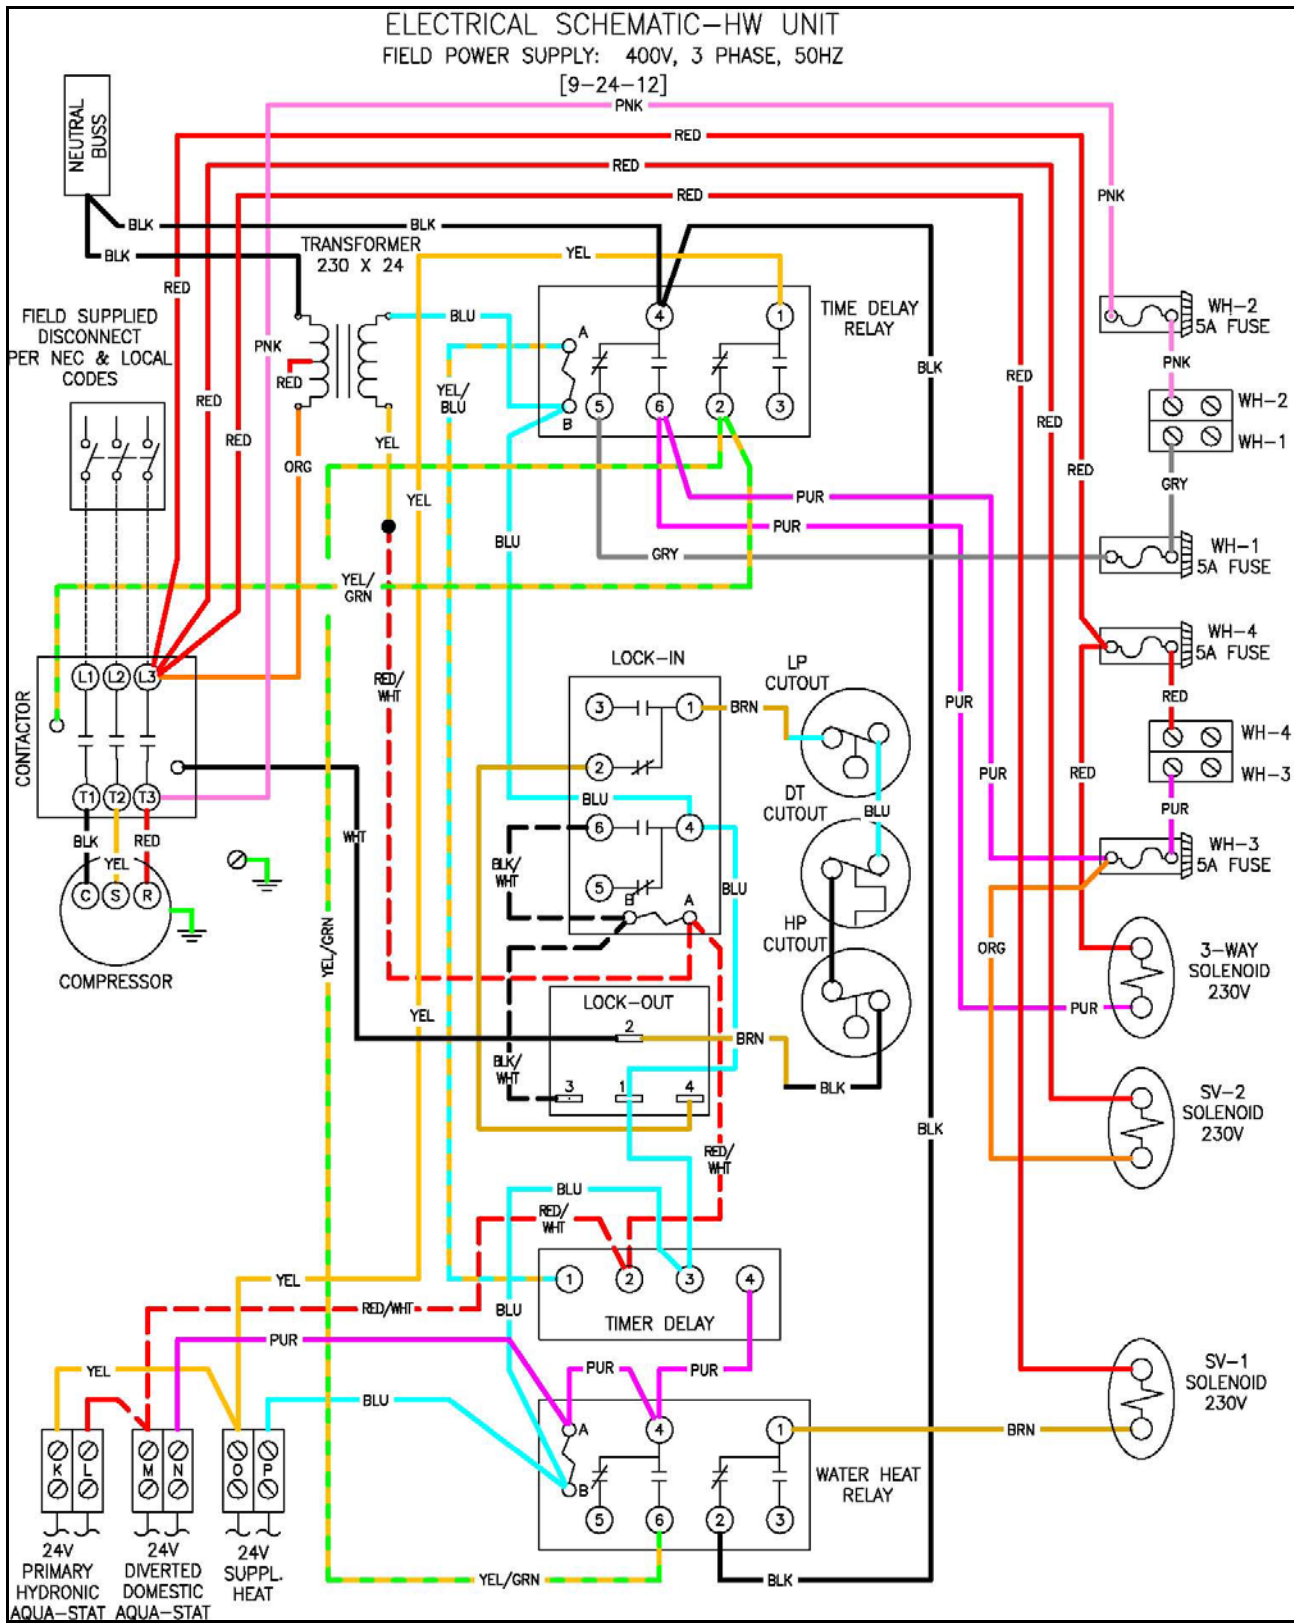 ELECTRICAL SCHEMATIC-HW UNIT
FIELD POWER SUPPLY: 400V, 3 PHASE, 50HZ
[9-24-12]
PNK
RED
RED
RED
NEUTRAL
BUSS
BLK
BLK
BLK
TRANSFORMER
230 X 24
YEL
BLK
PNK
RED
FIELD SUPPLIED
DISCONNECT
PER NEC & LOCAL
CODES
PNK
RED
BLU
YEL/
BLU
A
B
4
1
5
6
2
3
TIME DELAY
RELAY
BLK
WH-2
5A FUSE
PNK
WH-2
WH-1
GRY
WH-1
5A FUSE
RED
RED
RED
RED
RED
ORG
YEL
YEL
BLU
PUR
PUR
GRY
YEL/
GRN
RED/
WHT
CONTACTOR
L1
L2
L3
T1
T2
T3
BLK
YEL
RED
C
S
R
COMPRESSOR
WHT
LOCK-IN
3
1
2
6
4
5
B
A
BRN
BLU
BLK/
WHT
BLU
LP
CUTOUT
DT
CUTOUT
BLU
HP
CUTOUT
PUR
PUR
RED
WH-4
5A FUSE
RED
WH-4
WH-3
PUR
WH-3
5A FUSE
ORG
3-WAY
SOLENOID
230V
PUR
YEL/GRN
YEL
LOCK-OUT
2
3
1
4
BRN
BLK
BLK/
WHT
RED/
WHT
BLK
SV-2
SOLENOID
230V
BLU
RED/
WHT
YEL
RED/WHT
BLU
1
2
3
4
TIMER DELAY
PUR
PUR
PUR
YEL
BLU
A
B
4
1
5
6
2
3
WATER HEAT
RELAY
BRN
SV-1
SOLENOID
230V
K
L
M
N
O
P
24V
PRIMARY
HYDRONIC
AQUA-STAT
24V
DIVERTED
DOMESTIC
AQUA-STAT
24V
SUPPL.
HEAT
YEL/GRN
BLK